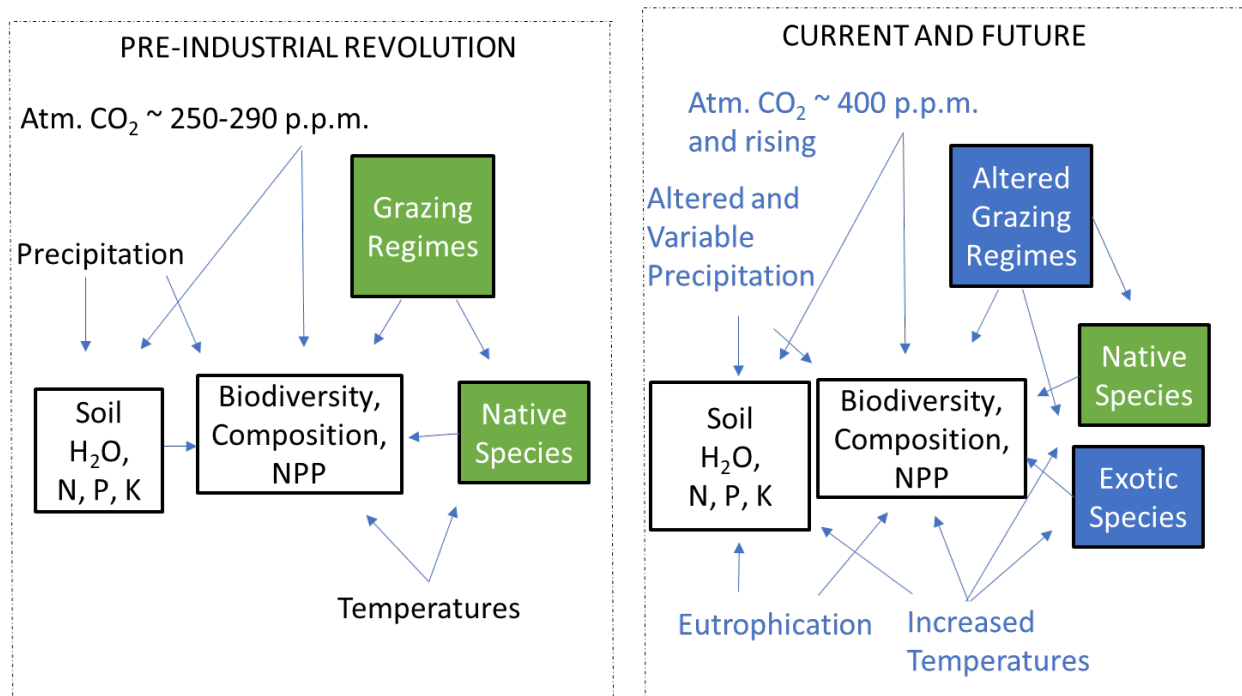 PRE-INDUSTRIAL REVOLUTION
Atm. CO₂ ~ 250-290 p.p.m.
Grazing
Regimes
Precipitation
Soil
H₂O,
N, P, K
Biodiversity,
Composition,
NPP
Native
Species
Temperatures
CURRENT AND FUTURE
Atm. CO₂ ~ 400 p.p.m.
and rising
Altered
Grazing
Regimes
Altered and
Variable
Precipitation
Native
Species
Soil
H₂O,
N, P, K
Biodiversity,
Composition,
NPP
Exotic
Species
Eutrophication
Increased
Temperatures